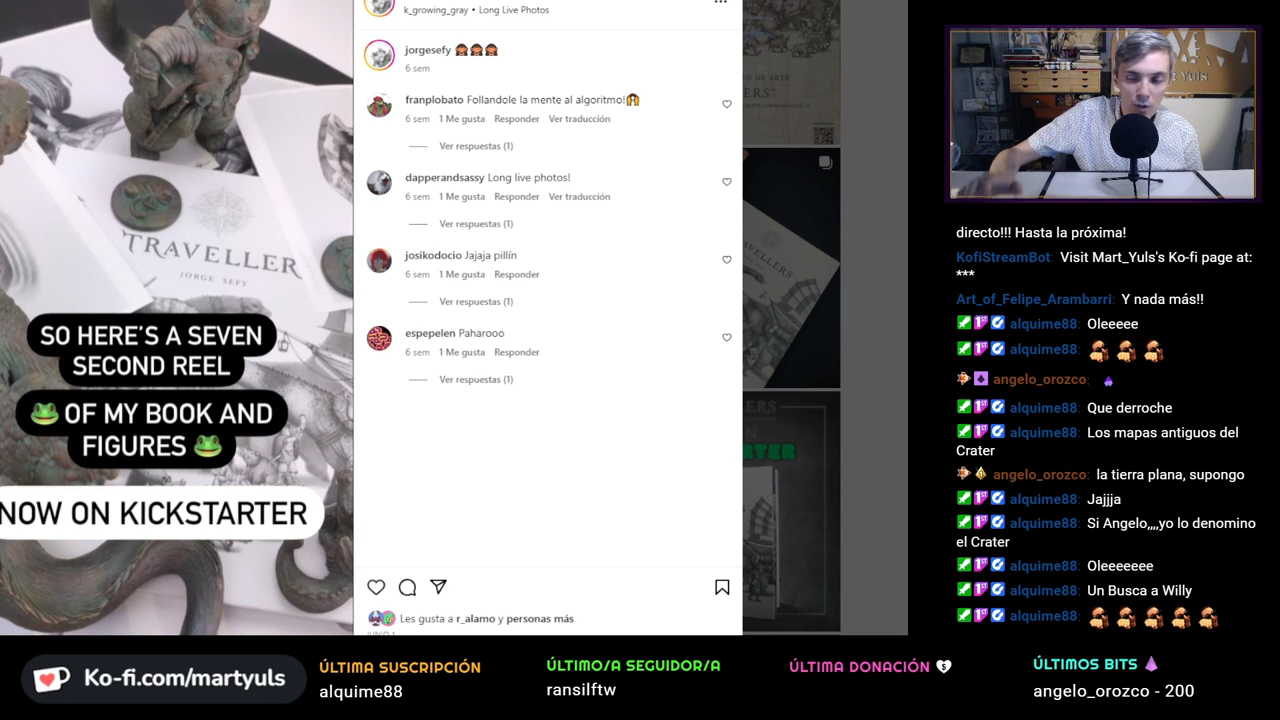 k_growing_gray • Long Live Photos
jorgesefy 🙈🙈🙈
6 sem
franplobato Follandole la mente al algoritmo!
6 sem 1 Me gusta Responder Ver traducción
Ver respuestas (1)
dapperandsassy Long live photos!
6 sem 1 Me gusta Responder Ver traducción
Ver respuestas (1)
josikodocio Jajaja pillín
6 sem 1 Me gusta Responder
Ver respuestas (1)
espepelen Paharooo
6 sem 1 Me gusta Responder
Ver respuestas (1)
Les gusta a r_alamo y personas más
TRAVELLER
JORGE SEFY
SO HERE'S A SEVEN
SECOND REEL
🐸 OF MY BOOK AND
FIGURES 🐸
NOW ON KICKSTARTER
TRAVELLERS
directo!!! Hasta la próxima!
KofiStreamBot: Visit Mart_Yuls's Ko-fi page at:
***
Art_of_Felipe_Arambarri: Y nada más!!
alquime88: Oleeeee
alquime88:
angelo_orozco:
alquime88: Que derroche
alquime88: Los mapas antiguos del
Crater
angelo_orozco: la tierra plana, supongo
alquime88: Jajjja
alquime88: Si Angelo,,,,yo lo denomino
el Crater
alquime88: Oleeeeeee
alquime88: Un Busca a Willy
alquime88:
Ko-fi.com/martyuls
ÚLTIMA SUSCRIPCIÓN
alquime88
ÚLTIMO/A SEGUIDOR/A
ransilftw
ÚLTIMA DONACIÓN
ÚLTIMOS BITS
angelo_orozco - 200